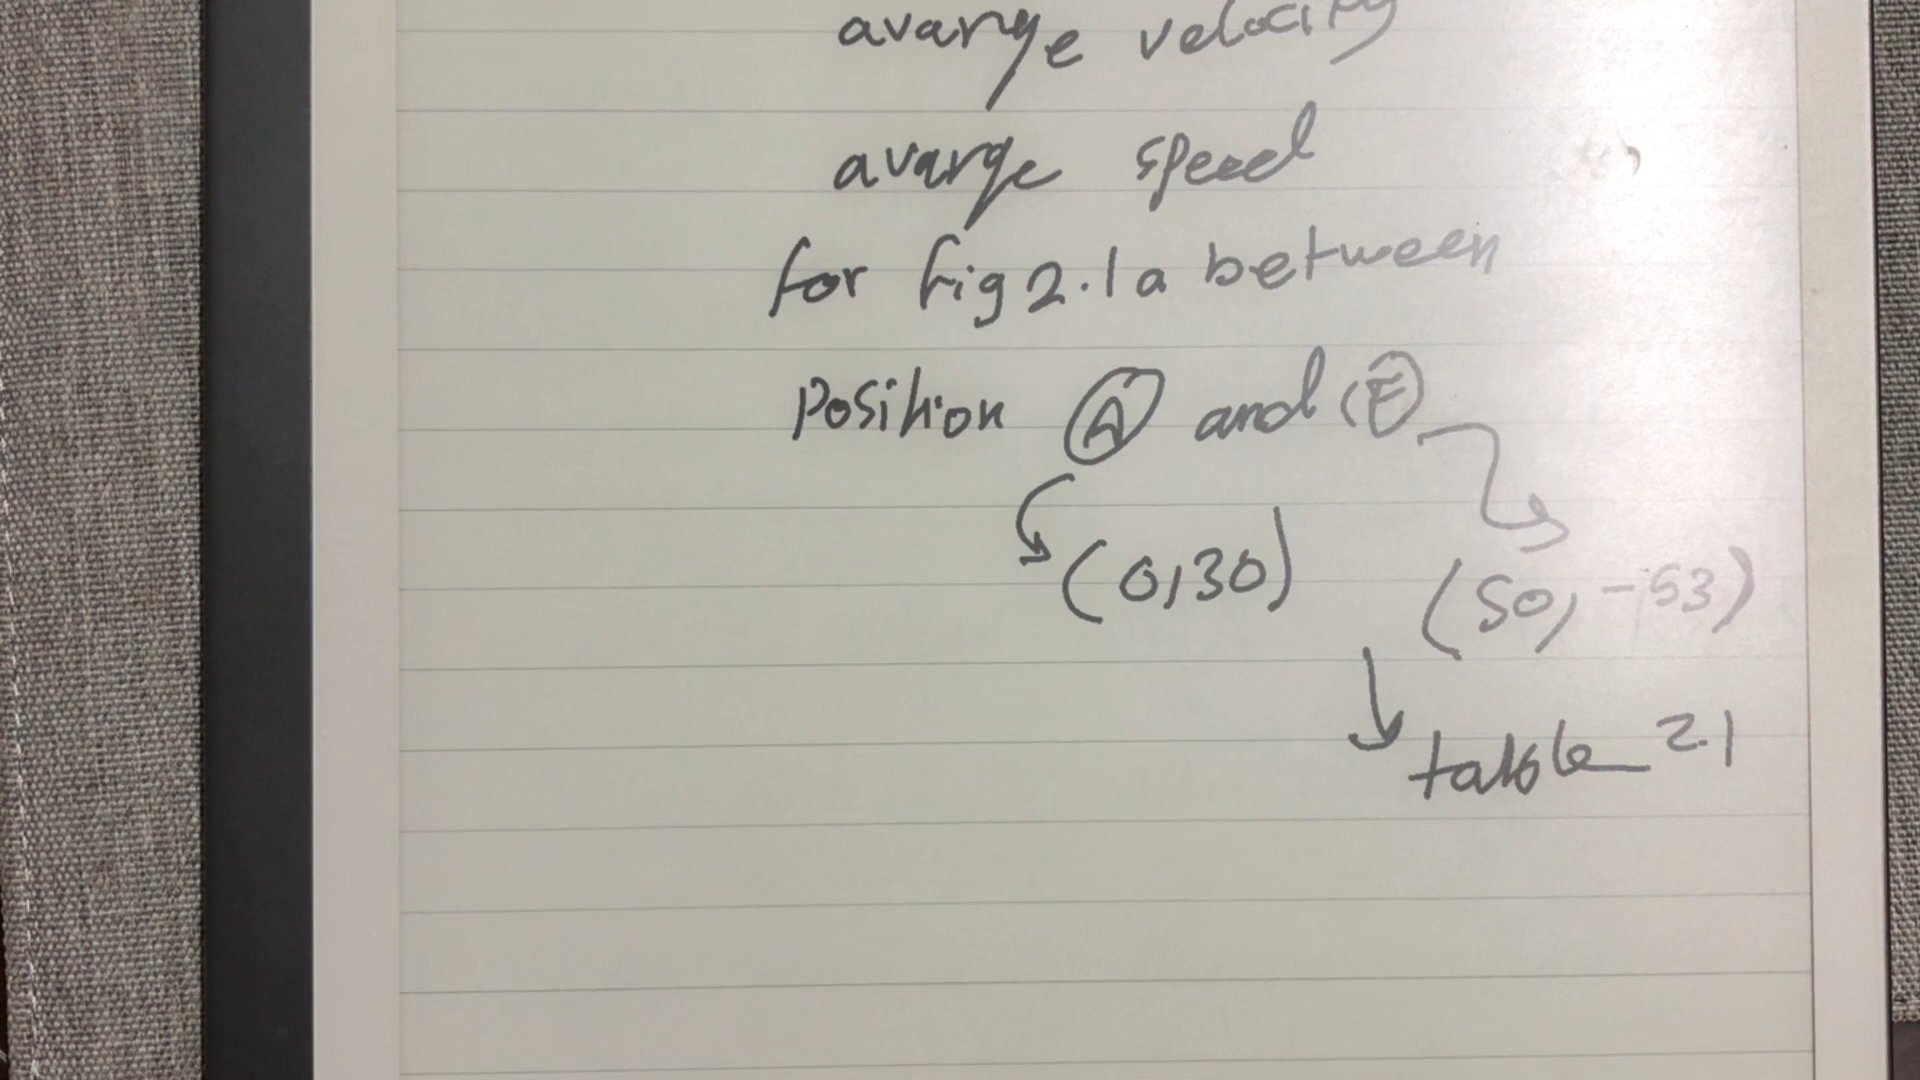 avarge velocity
avarge speed
for fig 2.1a between
Position A and F
(0,30) (50, -53)
table 2.1